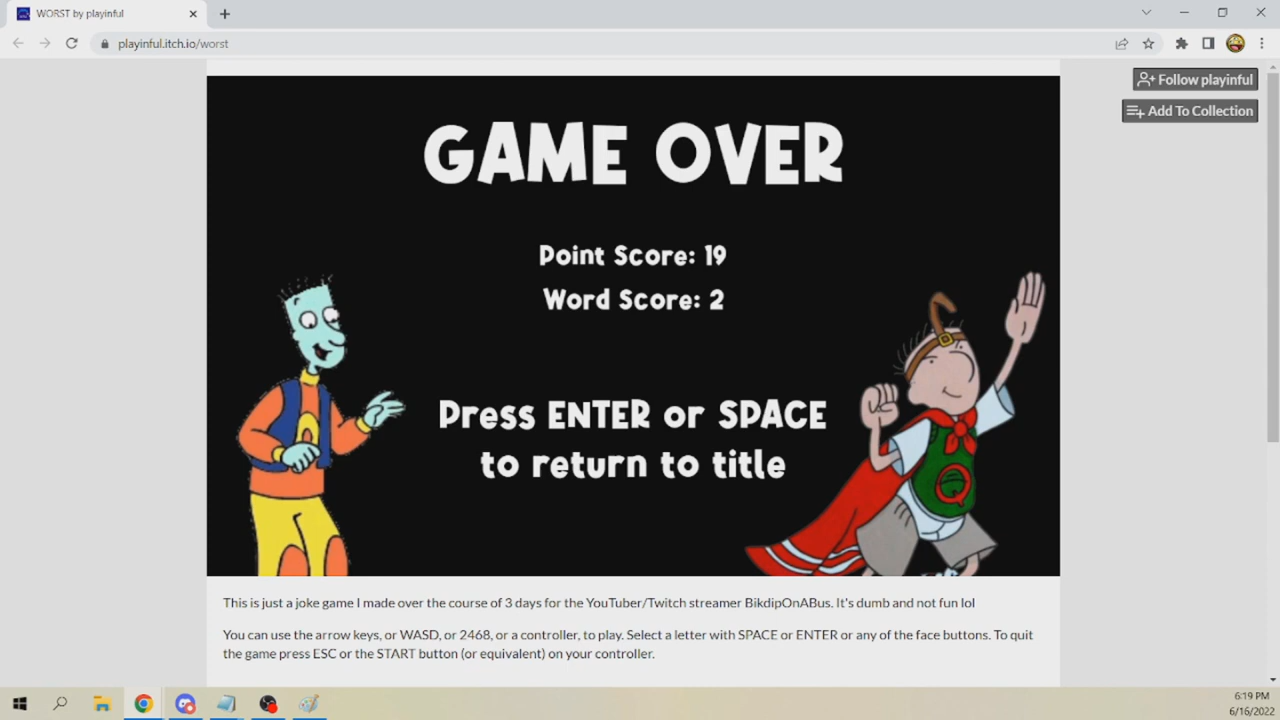 WORST by playinful
playinful.itch.io/worst
Follow playinful
Add To Collection
GAME OVER
Point Score: 19
Word Score: 2
Press ENTER or SPACE
to return to title
Q
This is just a joke game I made over the course of 3 days for the YouTuber/Twitch streamer BikdipOnABus. It's dumb and not fun lol
You can use the arrow keys, or WASD, or 2468, or a controller, to play. Select a letter with SPACE or ENTER or any of the face buttons. To quit
the game press ESC or the START button (or equivalent) on your controller.
6:19 PM
6/16/2022